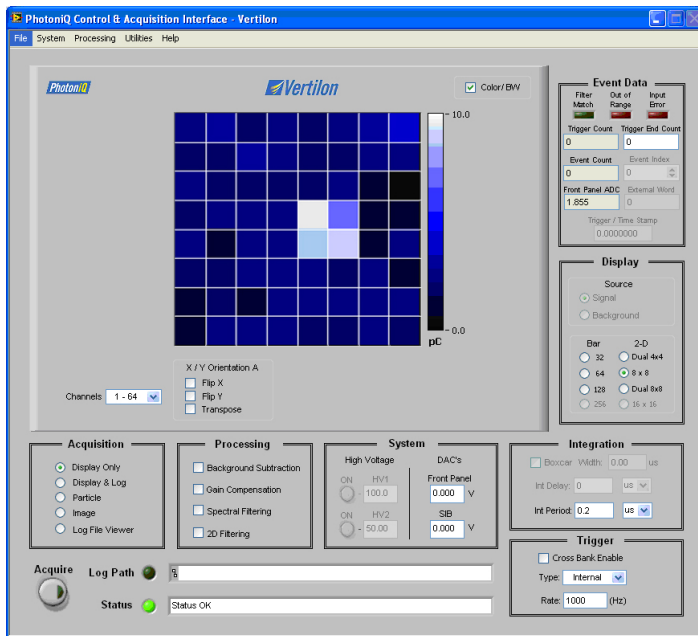 PhotoniQ Control & Acquisition Interface - Vertilon
File System Processing Utilities Help
PhotoniQ
Vertilon
Color/BW
10.0
0.0
pC
Channels 1 - 64
X / Y Orientation A
Flip X
Flip Y
Transpose
Event Data
Filter Match Out of Range Input Error
Trigger Count Trigger End Count
0 0
Event Count Event Index
0 0
Front Panel ADC External Word
1.855 0
Trigger / Time Stamp
0.0000000
Display
Source
Signal
Background
Bar 2-D
32 Dual 4x4
64 8 x 8
128 Dual 8x8
256 16 x 16
Acquisition
Display Only
Display & Log
Particle
Image
Log File Viewer
Processing
Background Subtraction
Gain Compensation
Spectral Filtering
2D Filtering
System
High Voltage DAC's
ON HV1 Front Panel
100.0 0.000 V
ON HV2 SIB
50.00 0.000 V
Integration
Boxcar Width: 0.00 us
Int Delay: 0 us
Int Period: 0.2 us
Trigger
Cross Bank Enable
Type: Internal
Rate: 1000 (Hz)
Acquire
Log Path
Status Status OK